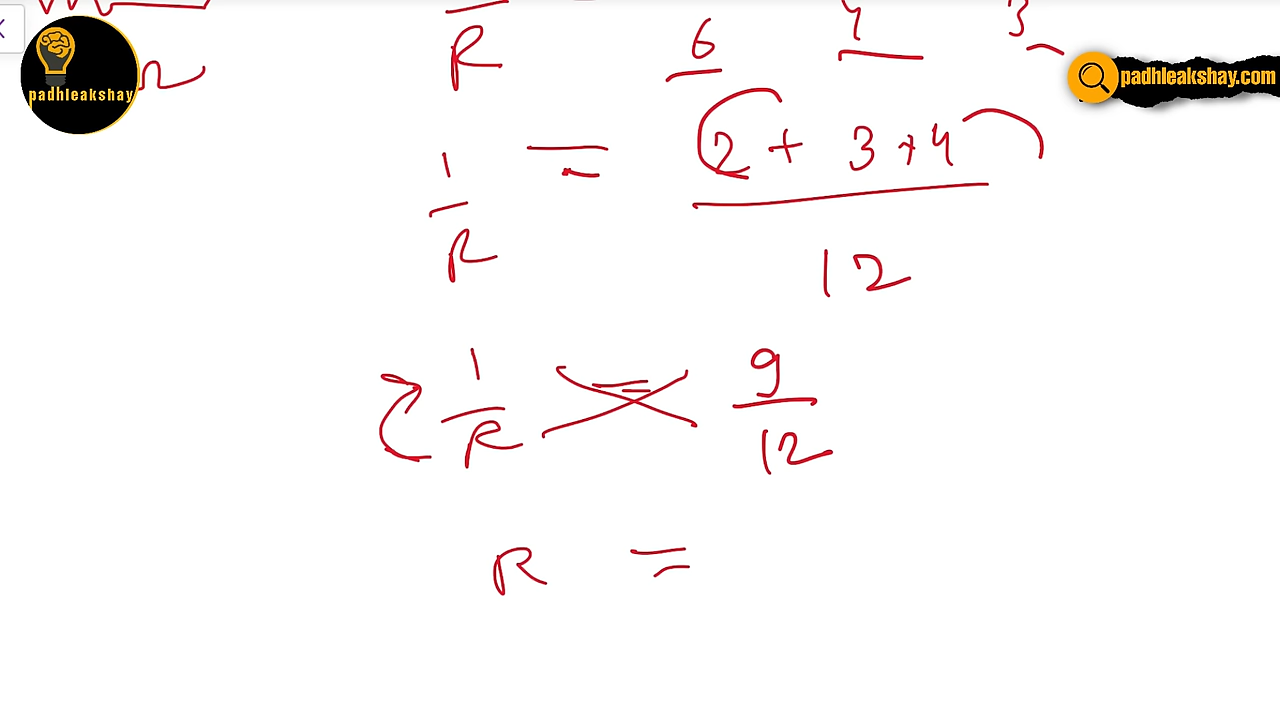 R 6 4 3
padhleakshay
padhleakshay.com
Ω
1/R = (2 + 3 + 4)/12
1/R = 9/12
R =